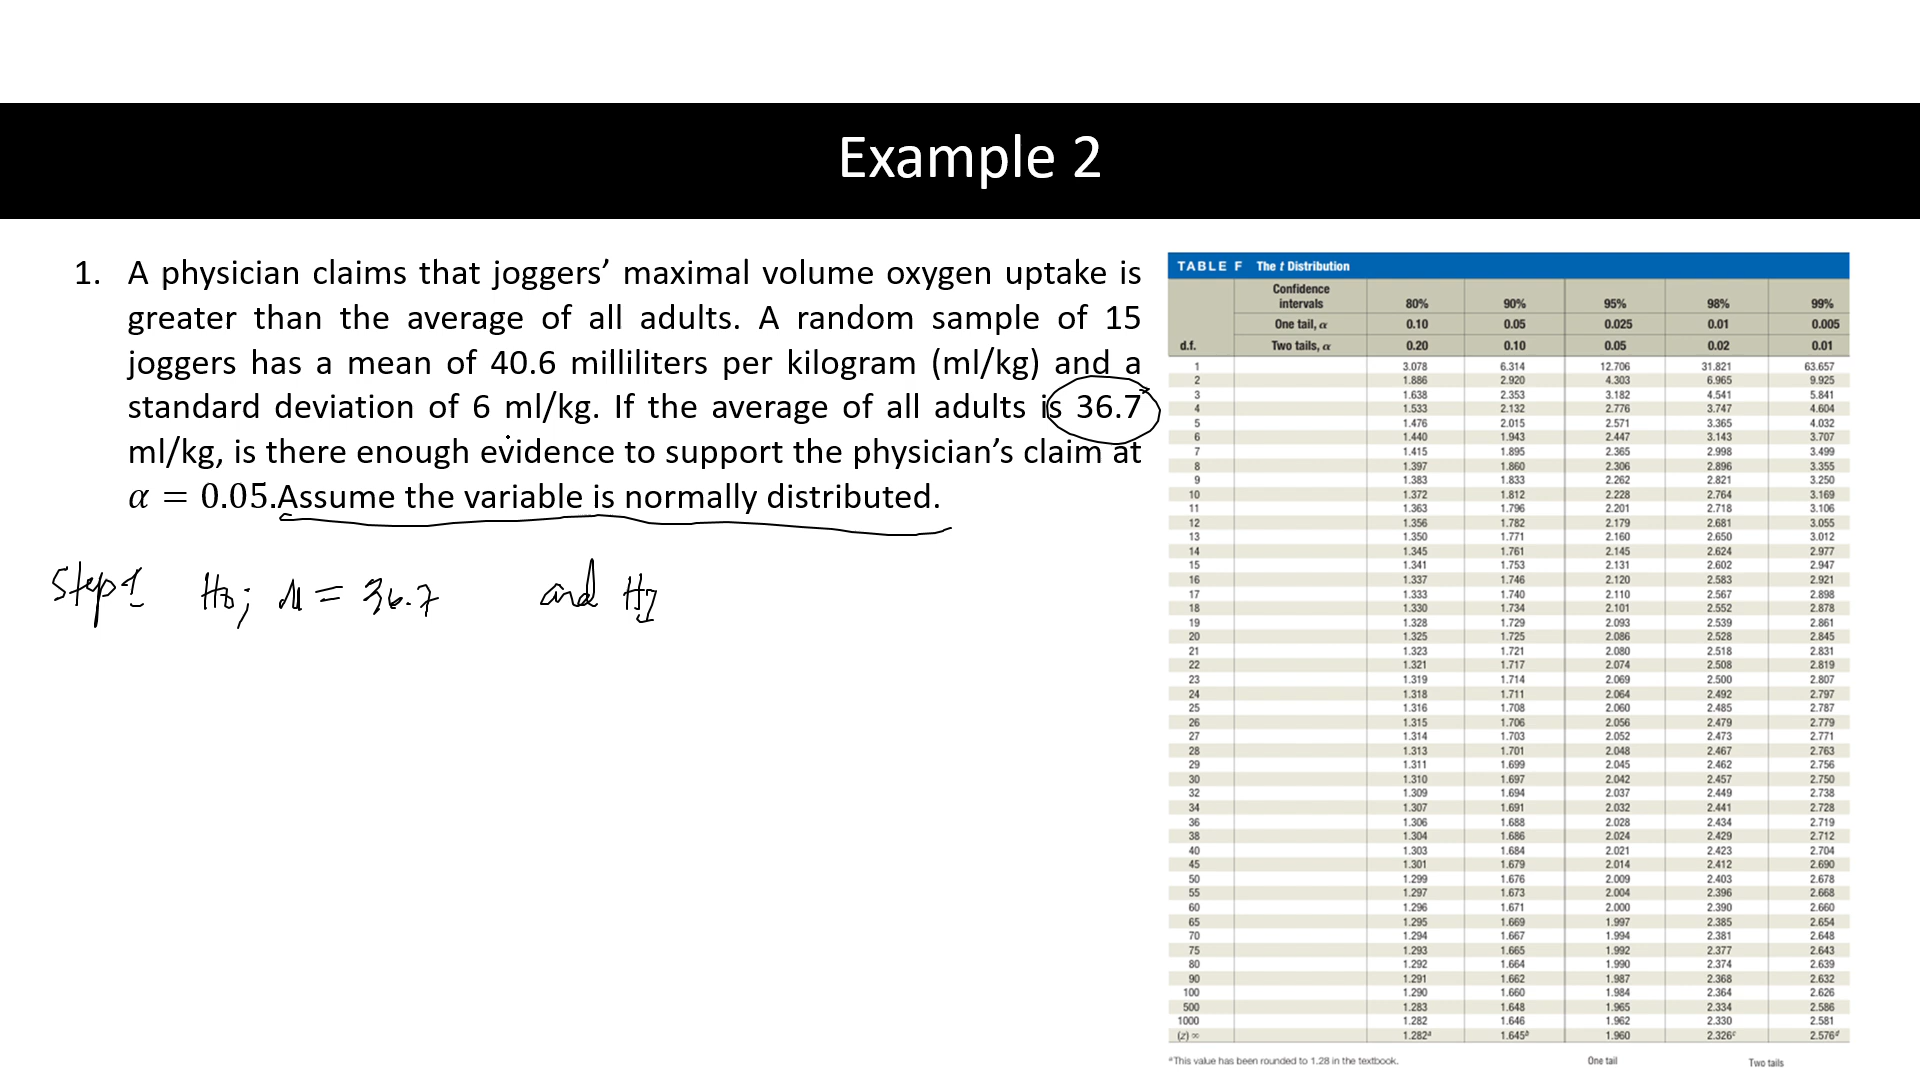 Example 2
1. A physician claims that joggers’ maximal volume oxygen uptake is
greater than the average of all adults. A random sample of 15
joggers has a mean of 40.6 milliliters per kilogram (ml/kg) and a
standard deviation of 6 ml/kg. If the average of all adults is 36.7
ml/kg, is there enough evidence to support the physician’s claim at
α = 0.05.Assume the variable is normally distributed.
Step 1 H0; μ = 36.7 and H1
TABLE F The t Distribution
Confidence
intervals 80% 90% 95% 98% 99%
One tail, α 0.10 0.05 0.025 0.01 0.005
d.f. Two tails, α 0.20 0.10 0.05 0.02 0.01
1 3.078 6.314 12.706 31.821 63.657
2 1.886 2.920 4.303 6.965 9.925
3 1.638 2.353 3.182 4.541 5.841
4 1.533 2.132 2.776 3.747 4.604
5 1.476 2.015 2.571 3.365 4.032
6 1.440 1.943 2.447 3.143 3.707
7 1.415 1.895 2.365 2.998 3.499
8 1.397 1.860 2.306 2.896 3.355
9 1.383 1.833 2.262 2.821 3.250
10 1.372 1.812 2.228 2.764 3.169
11 1.363 1.796 2.201 2.718 3.106
12 1.356 1.782 2.179 2.681 3.055
13 1.350 1.771 2.160 2.650 3.012
14 1.345 1.761 2.145 2.624 2.977
15 1.341 1.753 2.131 2.602 2.947
16 1.337 1.746 2.120 2.583 2.921
17 1.333 1.740 2.110 2.567 2.898
18 1.330 1.734 2.101 2.552 2.878
19 1.328 1.729 2.093 2.539 2.861
20 1.325 1.725 2.086 2.528 2.845
21 1.323 1.721 2.080 2.518 2.831
22 1.321 1.717 2.074 2.508 2.819
23 1.319 1.714 2.069 2.500 2.807
24 1.318 1.711 2.064 2.492 2.797
25 1.316 1.708 2.060 2.485 2.787
26 1.315 1.706 2.056 2.479 2.779
27 1.314 1.703 2.052 2.473 2.771
28 1.313 1.701 2.048 2.467 2.763
29 1.311 1.699 2.045 2.462 2.756
30 1.310 1.697 2.042 2.457 2.750
32 1.309 1.694 2.037 2.449 2.738
34 1.307 1.691 2.032 2.441 2.728
36 1.306 1.688 2.028 2.434 2.719
38 1.304 1.686 2.024 2.429 2.712
40 1.303 1.684 2.021 2.423 2.704
45 1.301 1.679 2.014 2.412 2.690
50 1.299 1.676 2.009 2.403 2.678
55 1.297 1.673 2.004 2.396 2.668
60 1.296 1.671 2.000 2.390 2.660
65 1.295 1.669 1.997 2.385 2.654
70 1.294 1.667 1.994 2.381 2.648
75 1.293 1.665 1.992 2.377 2.643
80 1.292 1.664 1.990 2.374 2.639
90 1.291 1.662 1.987 2.368 2.632
100 1.290 1.660 1.984 2.364 2.626
500 1.283 1.648 1.965 2.334 2.586
1000 1.282 1.646 1.962 2.330 2.581
(z) ∞ 1.282a 1.645b 1.960 2.326c 2.576d
aThis value has been rounded to 1.28 in the textbook. One tail Two tails